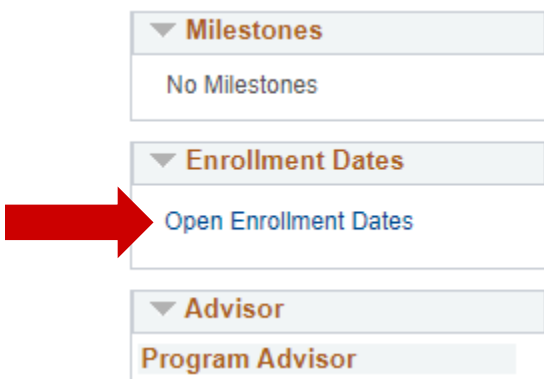 Milestones
No Milestones
Enrollment Dates
Open Enrollment Dates
Advisor
Program Advisor